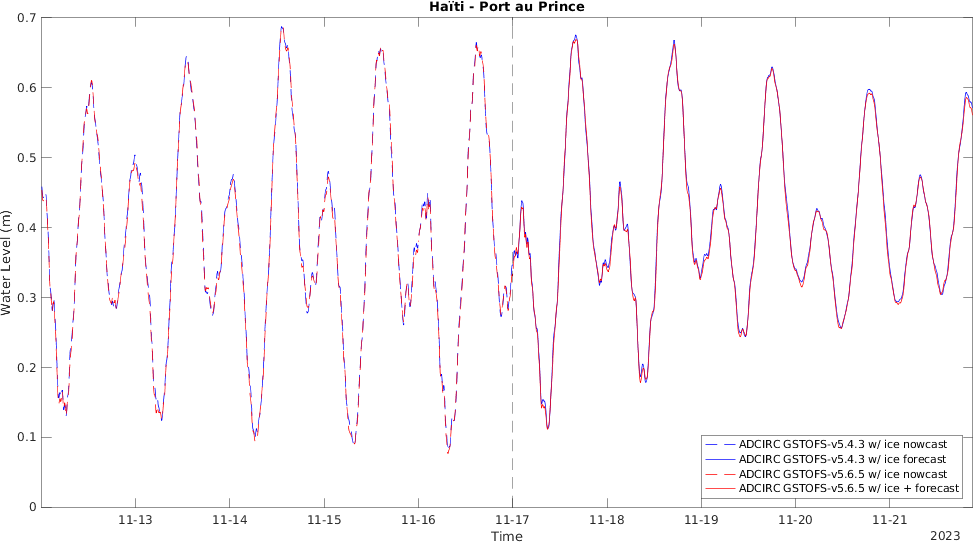 Haïti - Port au Prince
0.7
0.6
0.5
0.4
0.3
0.2
0.1
0
Water Level (m)
11-13 11-14 11-15 11-16 11-17 11-18 11-19 11-20 11-21
Time
2023
ADCIRC GSTOFS-v5.4.3 w/ ice nowcast
ADCIRC GSTOFS-v5.4.3 w/ ice forecast
ADCIRC GSTOFS-v5.6.5 w/ ice nowcast
ADCIRC GSTOFS-v5.6.5 w/ ice + forecast